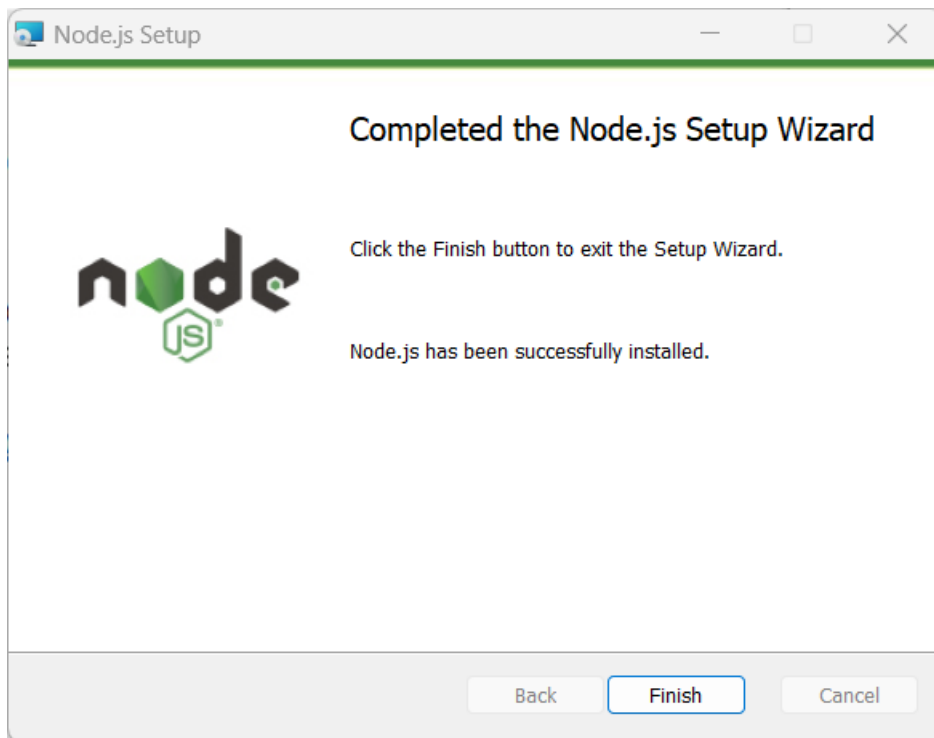 Node.js Setup
Completed the Node.js Setup Wizard
Click the Finish button to exit the Setup Wizard.
node
JS®
Node.js has been successfully installed.
Back
Finish
Cancel